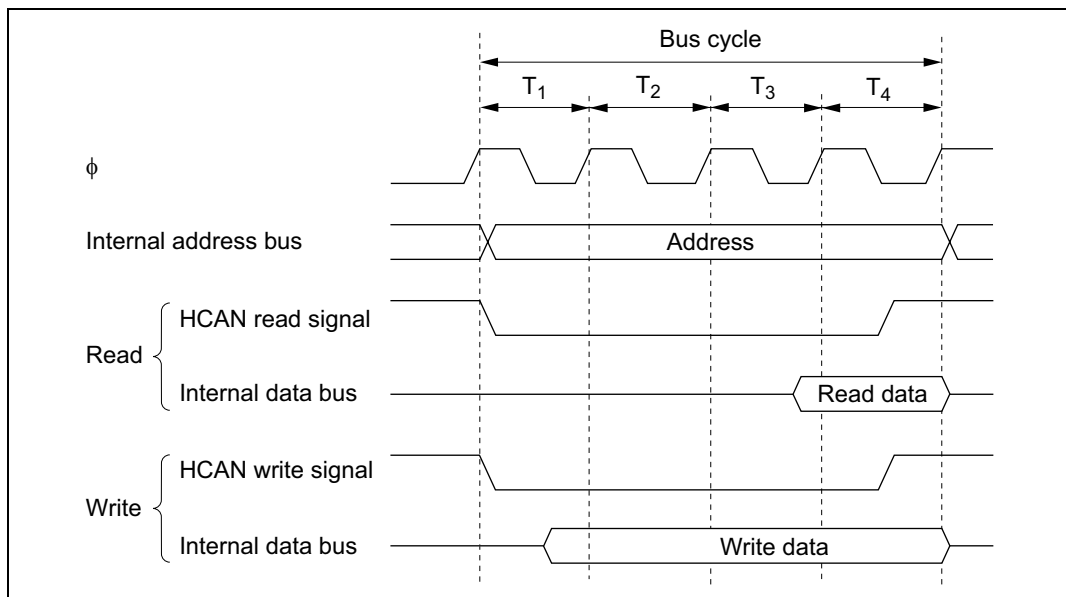 Bus cycle
T1 T2 T3 T4
ϕ
Internal address bus Address
HCAN read signal
Read
Internal data bus Read data
HCAN write signal
Write
Internal data bus Write data